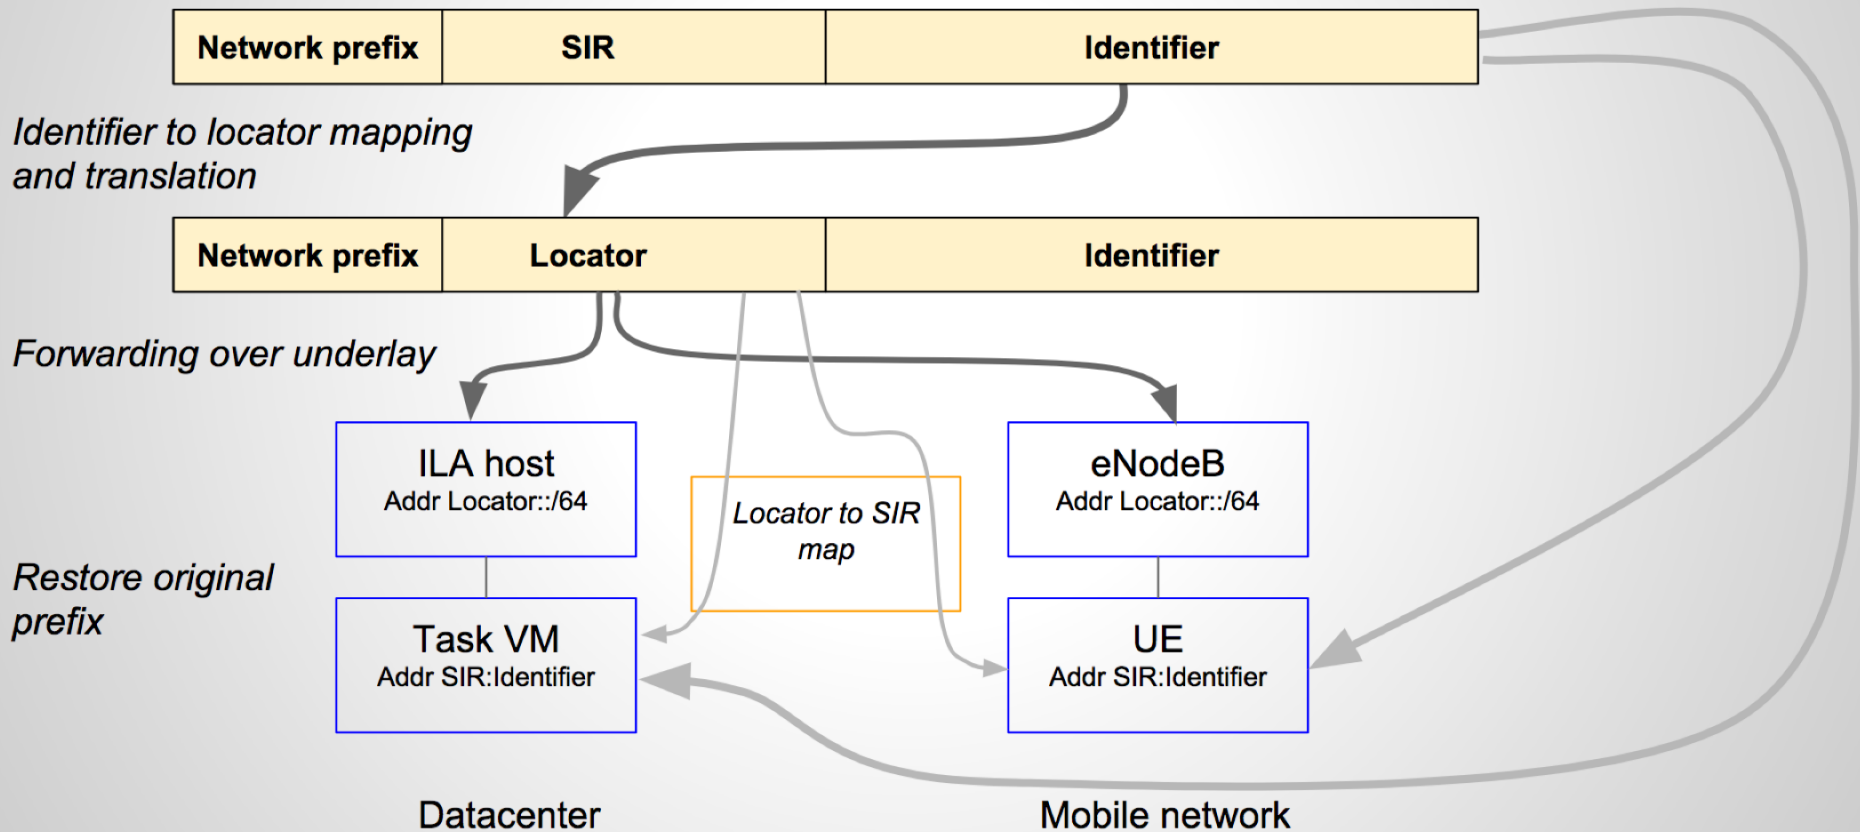 Network prefix SIR Identifier
Identifier to locator mapping
and translation
Network prefix Locator Identifier
Forwarding over underlay
ILA host
Addr Locator::/64
eNodeB
Addr Locator::/64
Locator to SIR
map
Restore original
prefix
Task VM
Addr SIR:Identifier
UE
Addr SIR:Identifier
Datacenter
Mobile network